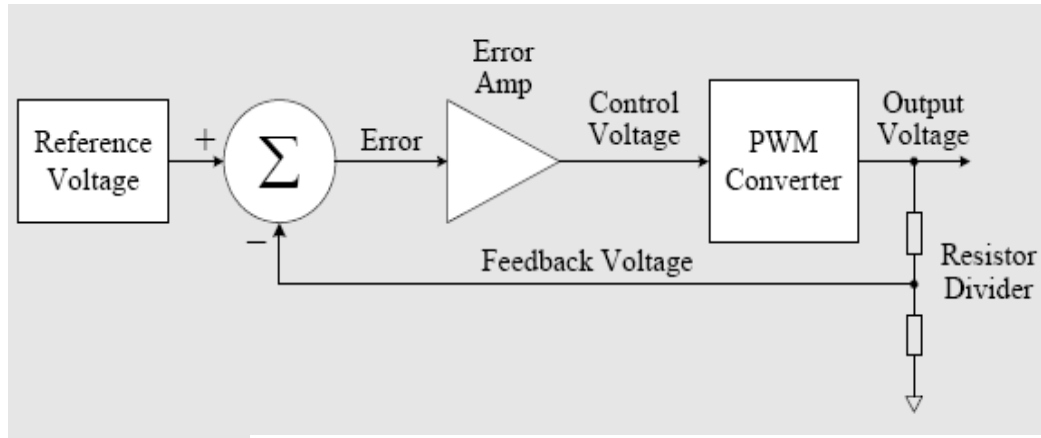 Error
Amp
Reference
Voltage
+
Σ
−
Error
Control
Voltage
PWM
Converter
Output
Voltage
Feedback Voltage
Resistor
Divider